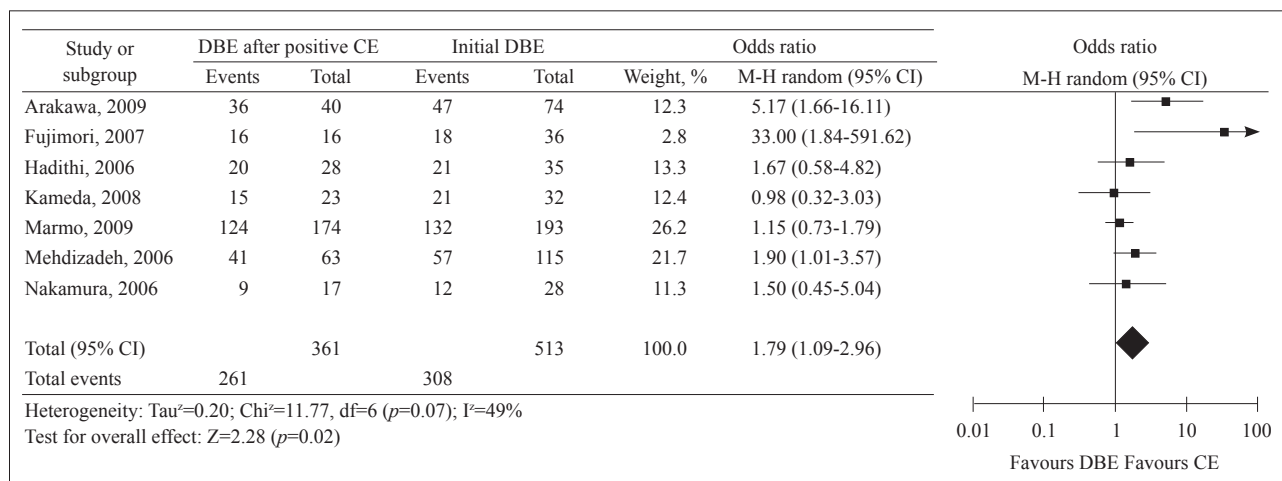 Study or subgroup DBE after positive CE Initial DBE Odds ratio Odds ratio
Events Total Events Total Weight, % M-H random (95% CI) M-H random (95% CI)
Arakawa, 2009 36 40 47 74 12.3 5.17 (1.66-16.11)
Fujimori, 2007 16 16 18 36 2.8 33.00 (1.84-591.62)
Hadithi, 2006 20 28 21 35 13.3 1.67 (0.58-4.82)
Kameda, 2008 15 23 21 32 12.4 0.98 (0.32-3.03)
Marmo, 2009 124 174 132 193 26.2 1.15 (0.73-1.79)
Mehdizadeh, 2006 41 63 57 115 21.7 1.90 (1.01-3.57)
Nakamura, 2006 9 17 12 28 11.3 1.50 (0.45-5.04)
Total (95% CI) 361 513 100.0 1.79 (1.09-2.96)
Total events 261 308
Heterogeneity: Tauᶻ=0.20; Chiᶻ=11.77, df=6 (p=0.07); Iᶻ=49%
Test for overall effect: Z=2.28 (p=0.02)
0.01 0.1 1 10 100
Favours DBE Favours CE